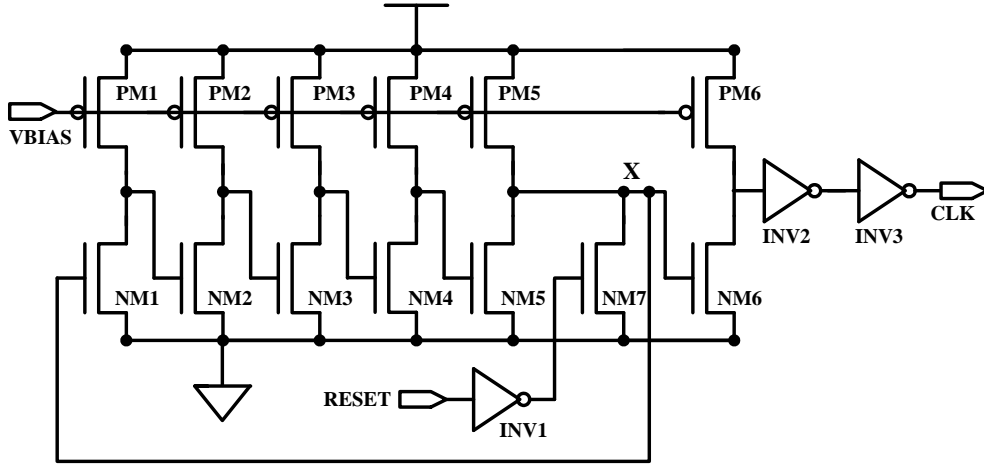 PM1
PM2
PM3
PM4
PM5
PM6
VBIAS
X
INV2
INV3
CLK
NM1
NM2
NM3
NM4
NM5
NM7
NM6
RESET
INV1